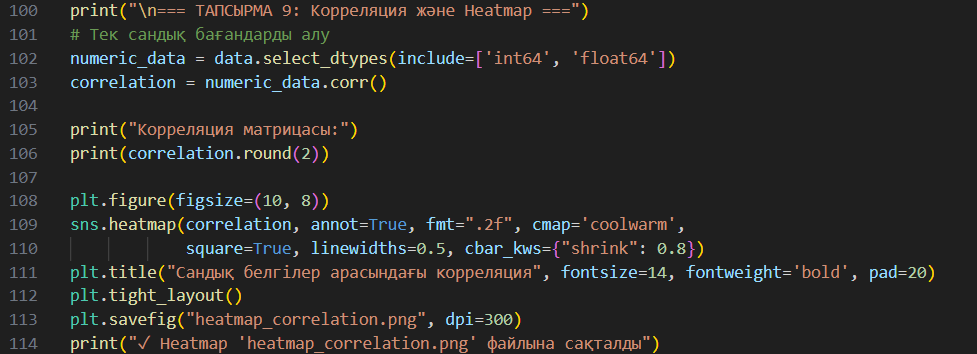 100 print("\n=== ТАПСЫРМА 9: Корреляция және Heatmap ===")
101 # Тек сандық бағандарды алу
102 numeric_data = data.select_dtypes(include=['int64', 'float64'])
103 correlation = numeric_data.corr()
104
105 print("Корреляция матрицасы:")
106 print(correlation.round(2))
107
108 plt.figure(figsize=(10, 8))
109 sns.heatmap(correlation, annot=True, fmt=".2f", cmap='coolwarm',
110             square=True, linewidths=0.5, cbar_kws={"shrink": 0.8})
111 plt.title("Сандық белгілер арасындағы корреляция", fontsize=14, fontweight='bold', pad=20)
112 plt.tight_layout()
113 plt.savefig("heatmap_correlation.png", dpi=300)
114 print("✓ Heatmap 'heatmap_correlation.png' файлына сақталды")